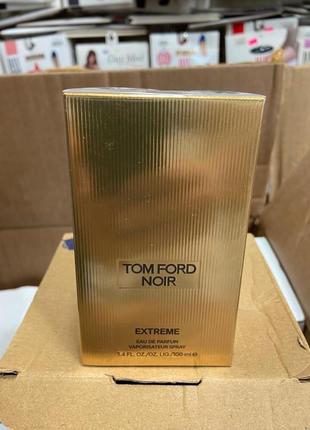 TOM FORD
NOIR
EXTREME
EAU DE PARFUM
VAPORISATEUR SPRAY
3.4 FL. OZ./OZ. LIQ./100 ml ℮